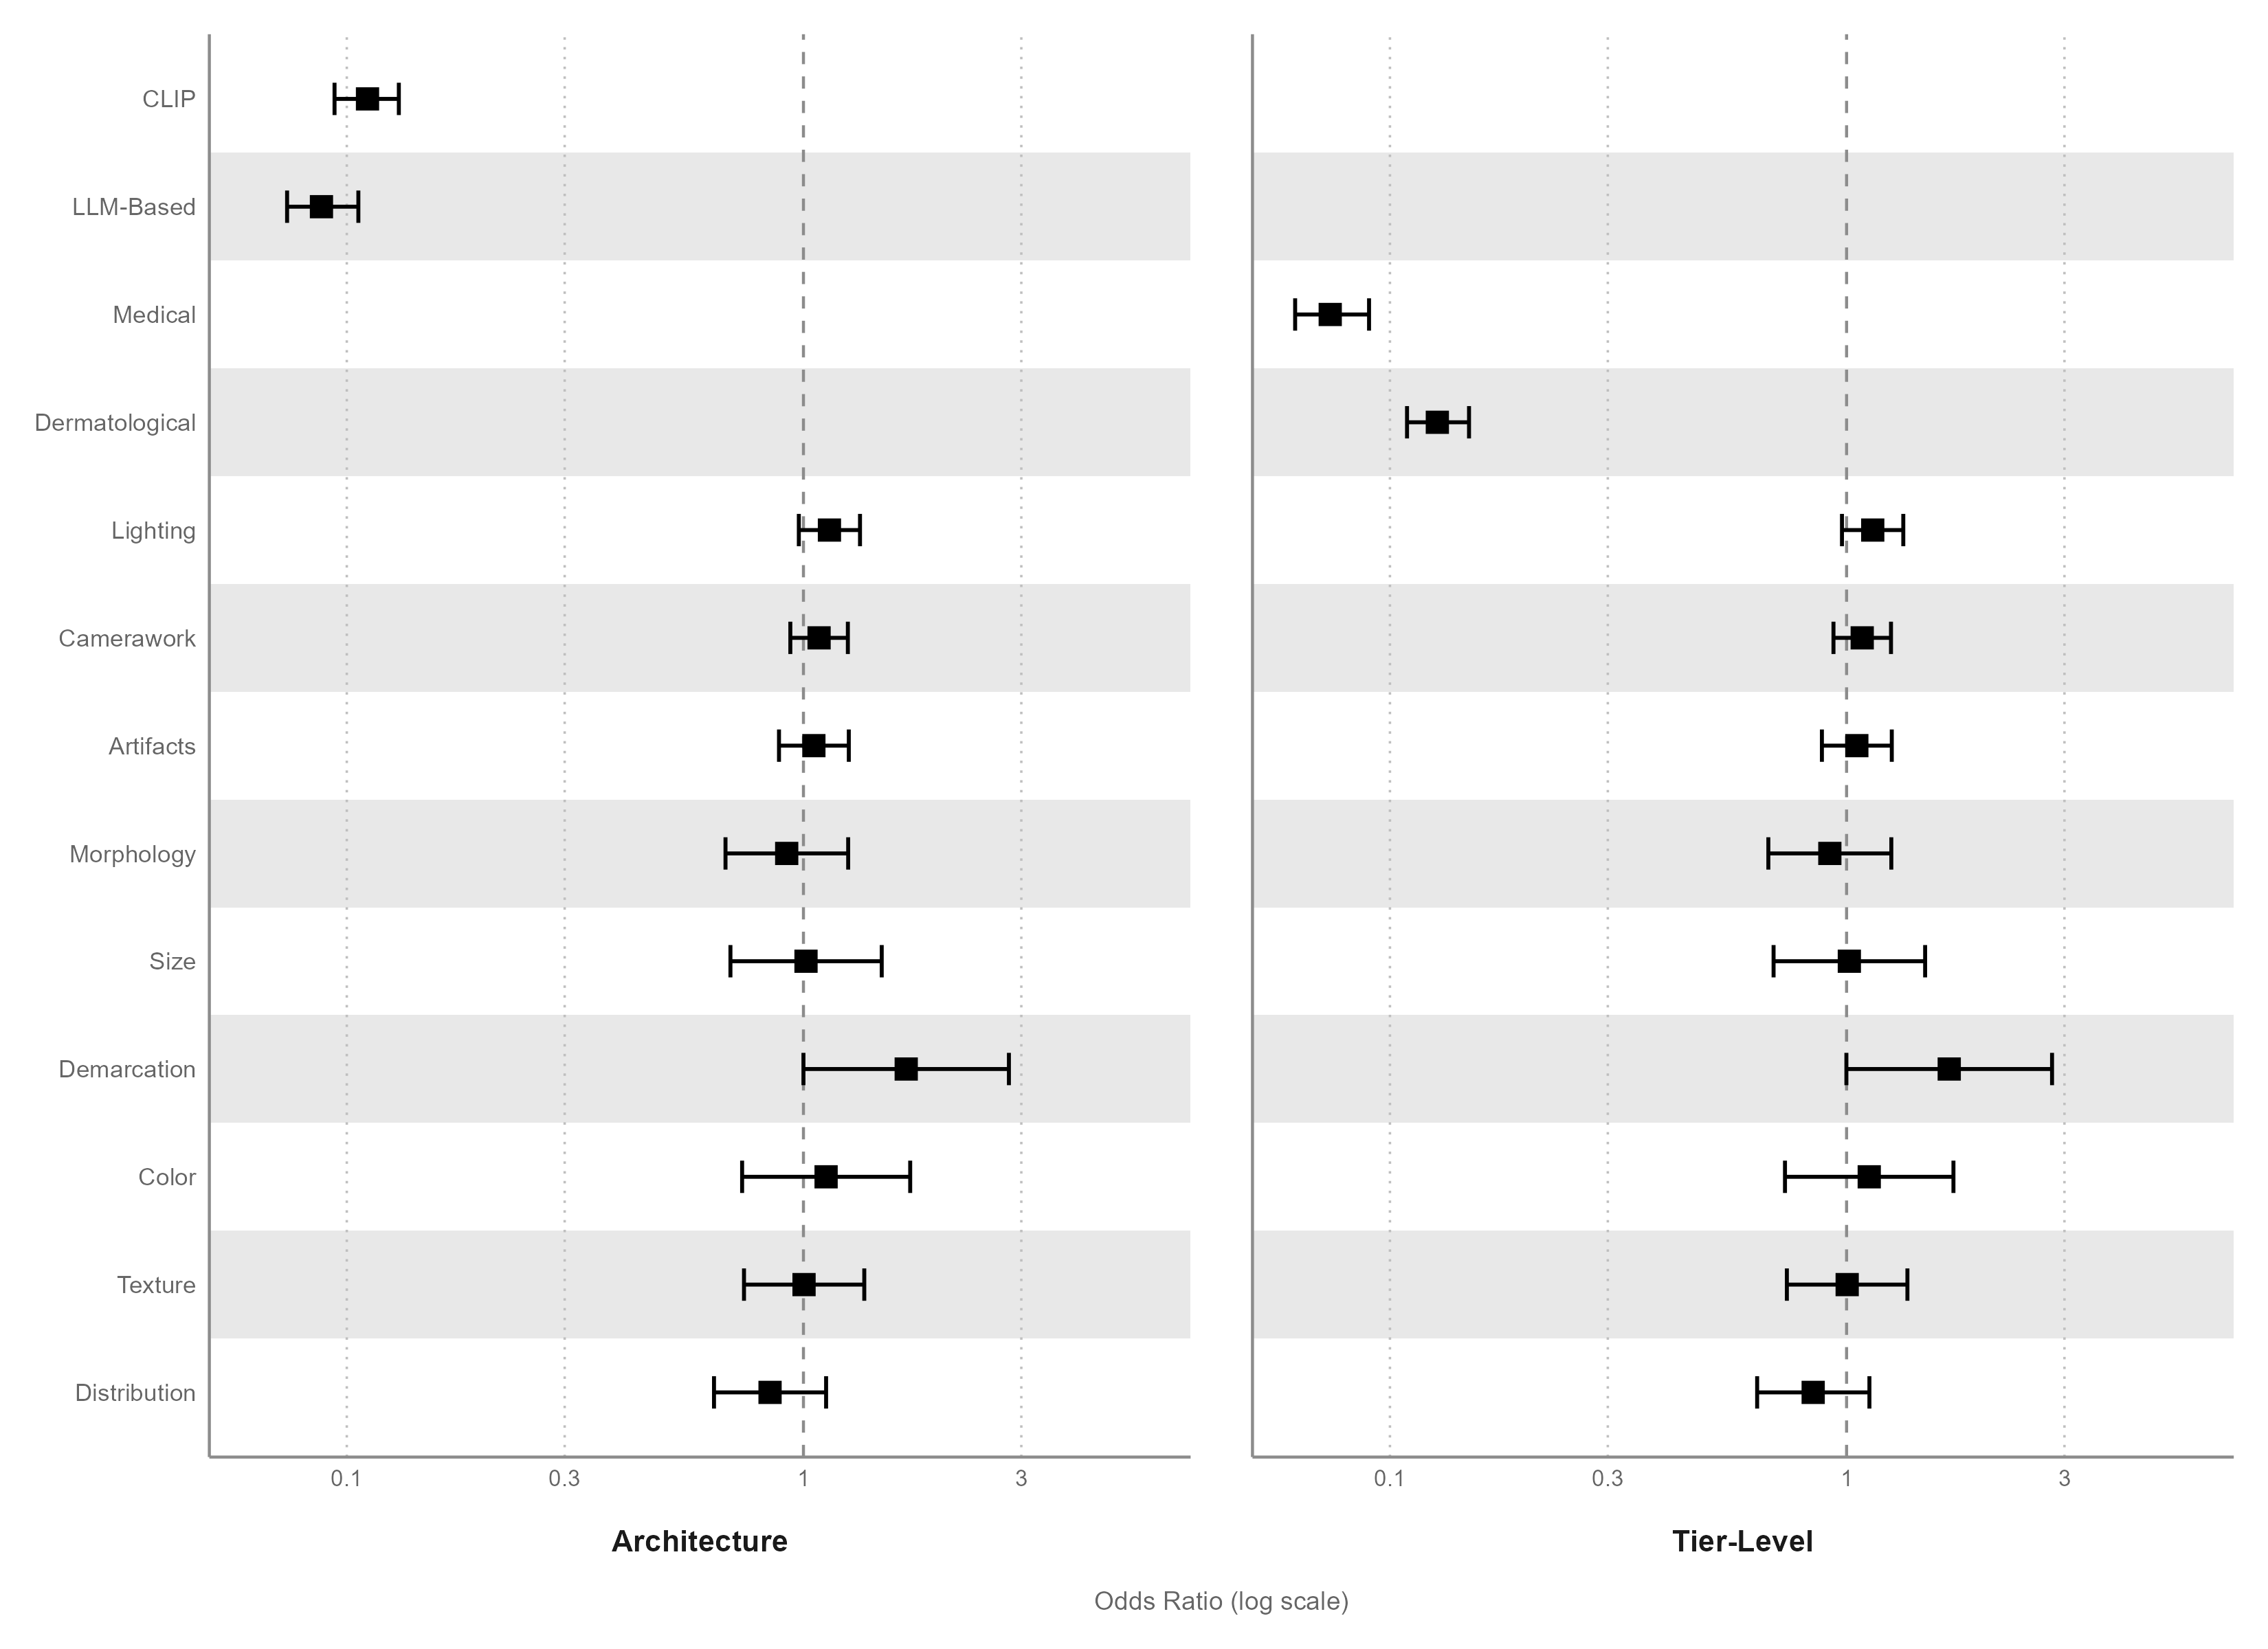 CLIP
LLM-Based
Medical
Dermatological
Lighting
Camerawork
Artifacts
Morphology
Size
Demarcation
Color
Texture
Distribution
0.1 0.3 1 3
0.1 0.3 1 3
Architecture
Tier-Level
Odds Ratio (log scale)